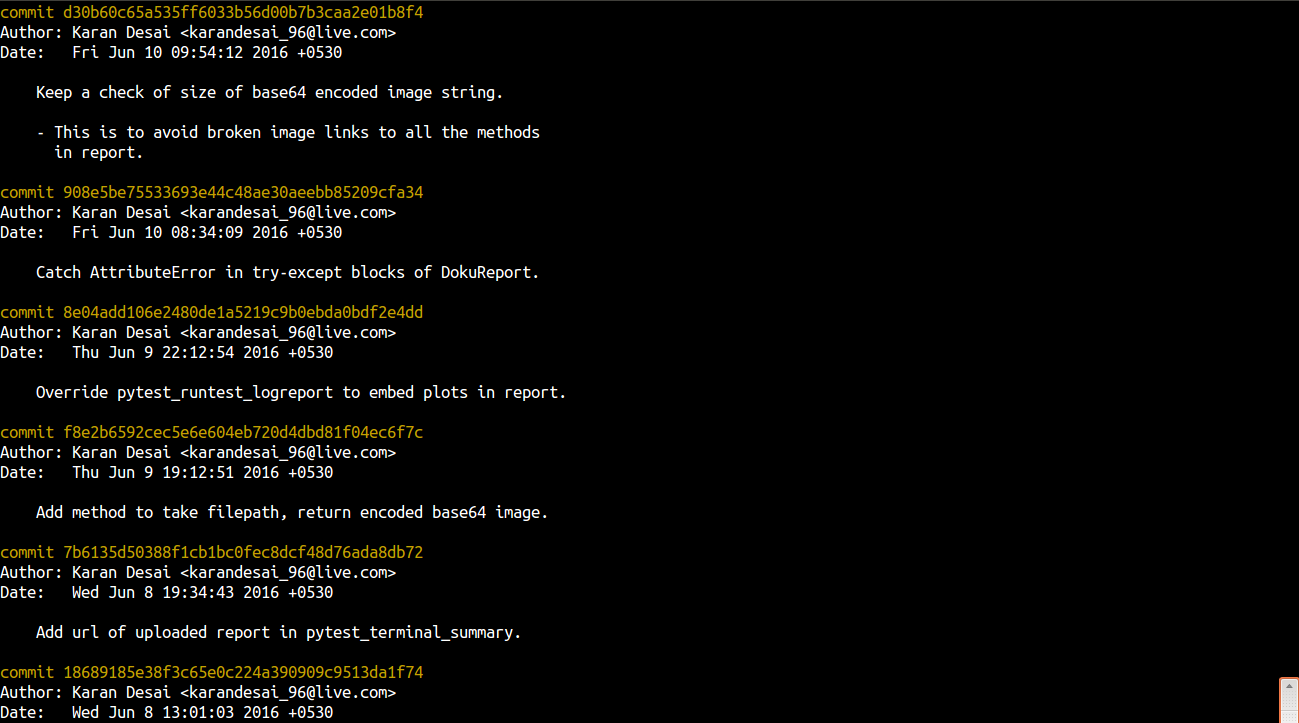 commit d30b60c65a535ff6033b56d00b7b3caa2e01b8f4
Author: Karan Desai <karandesai_96@live.com>
Date:   Fri Jun 10 09:54:12 2016 +0530
    Keep a check of size of base64 encoded image string.
    - This is to avoid broken image links to all the methods
      in report.
commit 908e5be75533693e44c48ae30aeebb85209cfa34
Author: Karan Desai <karandesai_96@live.com>
Date:   Fri Jun 10 08:34:09 2016 +0530
    Catch AttributeError in try-except blocks of DokuReport.
commit 8e04add106e2480de1a5219c9b0ebda0bdf2e4dd
Author: Karan Desai <karandesai_96@live.com>
Date:   Thu Jun 9 22:12:54 2016 +0530
    Override pytest_runtest_logreport to embed plots in report.
commit f8e2b6592cec5e6e604eb720d4dbd81f04ec6f7c
Author: Karan Desai <karandesai_96@live.com>
Date:   Thu Jun 9 19:12:51 2016 +0530
    Add method to take filepath, return encoded base64 image.
commit 7b6135d50388f1cb1bc0fec8dcf48d76ada8db72
Author: Karan Desai <karandesai_96@live.com>
Date:   Wed Jun 8 19:34:43 2016 +0530
    Add url of uploaded report in pytest_terminal_summary.
commit 18689185e38f3c65e0c224a390909c9513da1f74
Author: Karan Desai <karandesai_96@live.com>
Date:   Wed Jun 8 13:01:03 2016 +0530